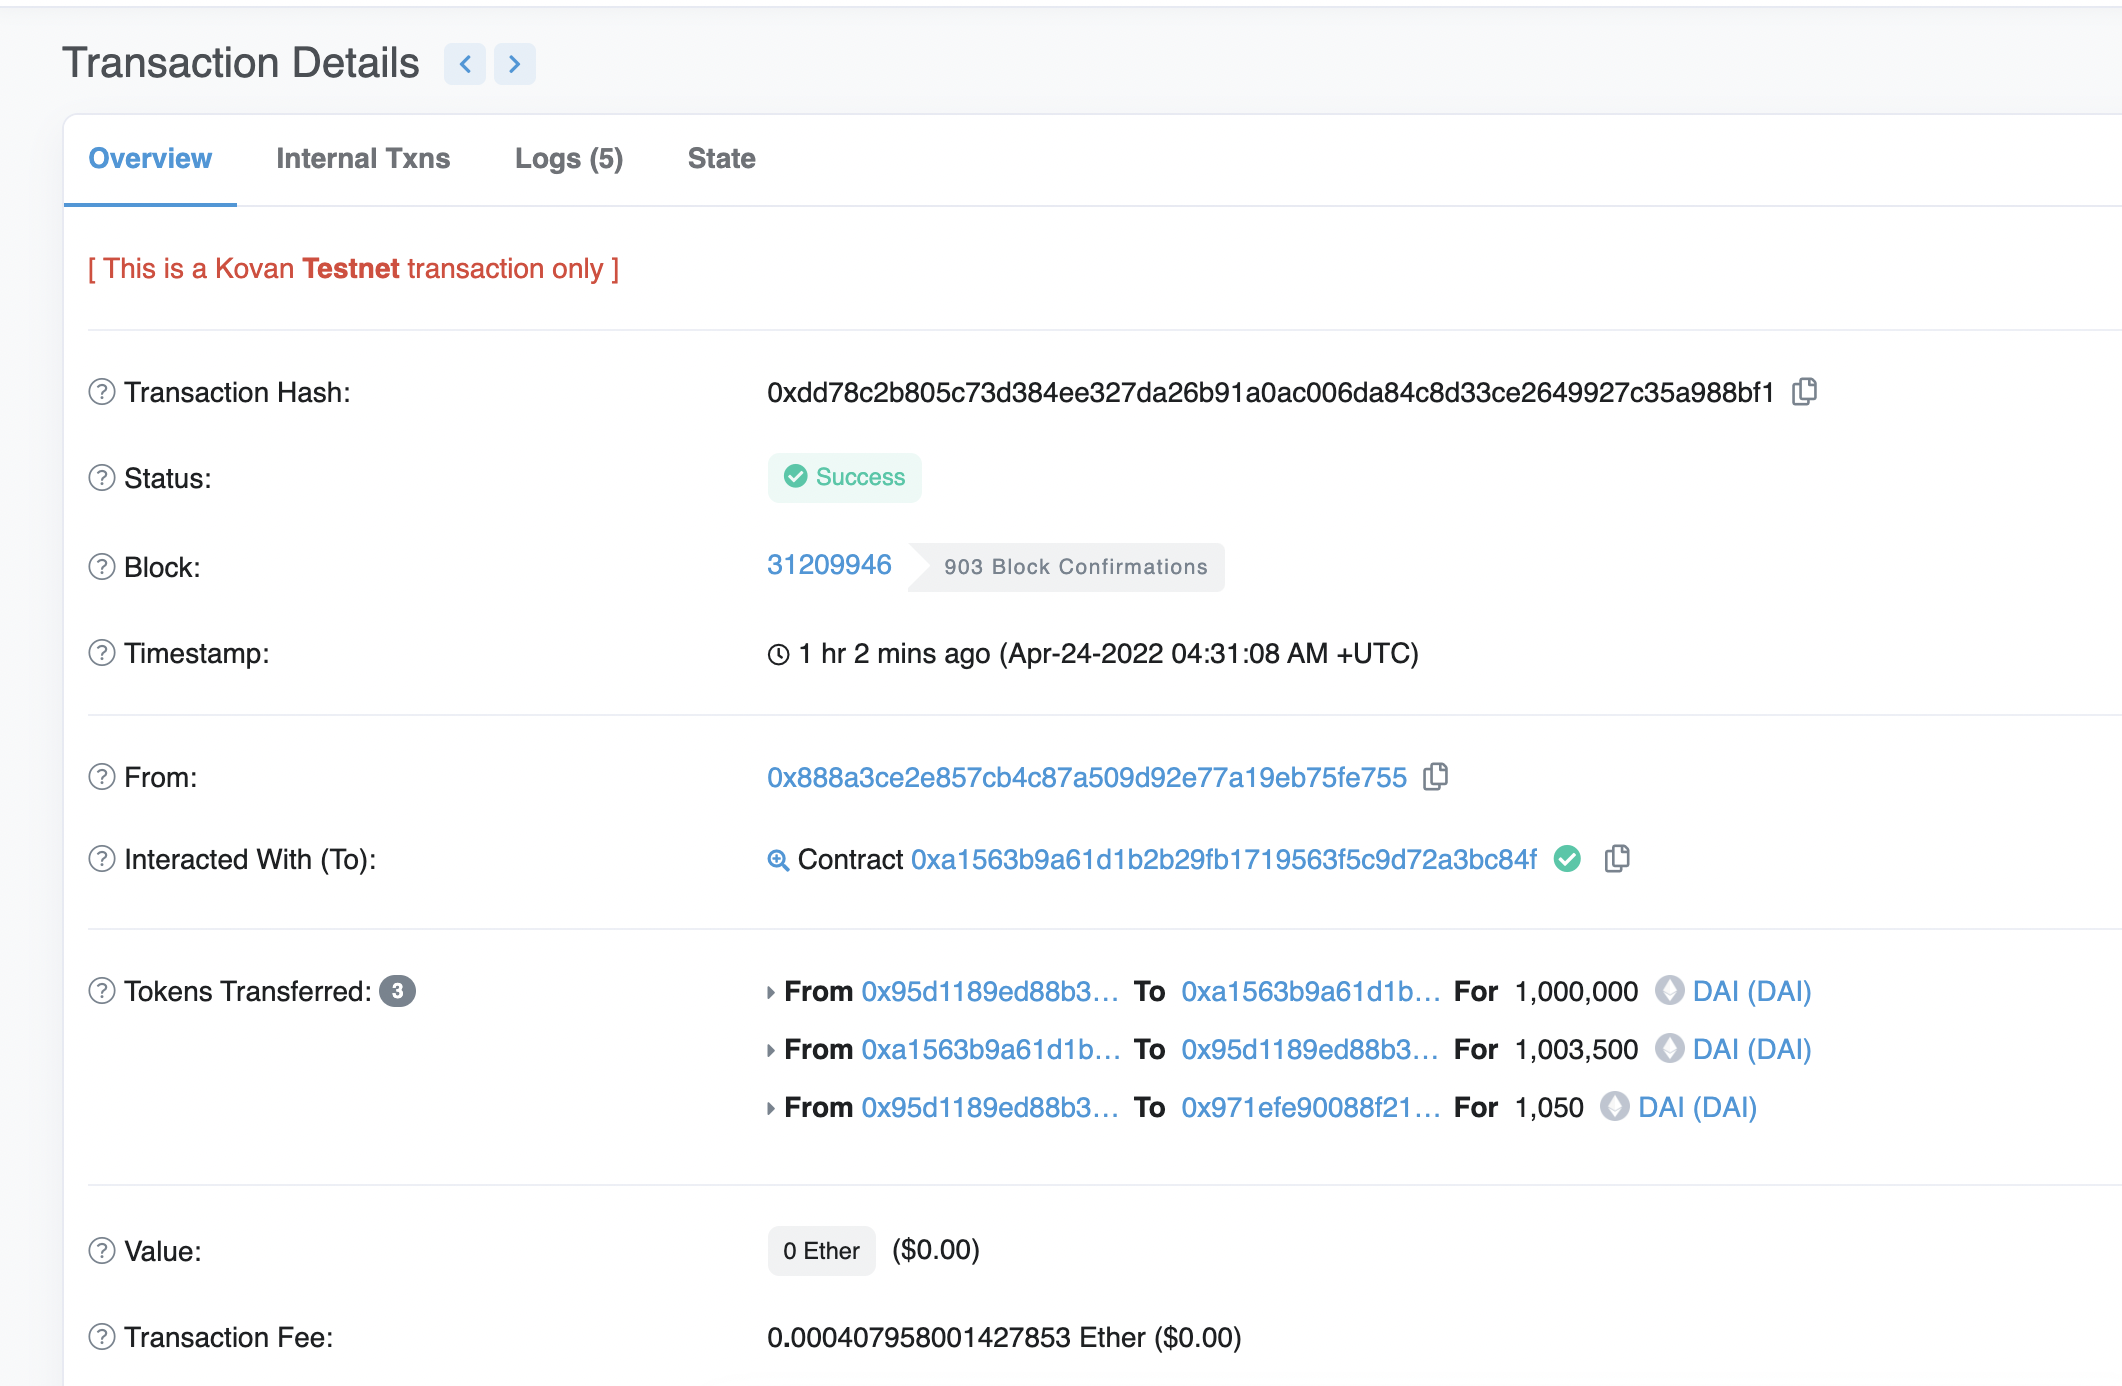 Transaction Details
Overview Internal Txns Logs (5) State
[ This is a Kovan Testnet transaction only ]
Transaction Hash: 0xdd78c2b805c73d384ee327da26b91a0ac006da84c8d33ce2649927c35a988bf1
Status: Success
Block: 31209946 903 Block Confirmations
Timestamp: 1 hr 2 mins ago (Apr-24-2022 04:31:08 AM +UTC)
From: 0x888a3ce2e857cb4c87a509d92e77a19eb75fe755
Interacted With (To): Contract 0xa1563b9a61d1b2b29fb1719563f5c9d72a3bc84f
Tokens Transferred: 3 From 0x95d1189ed88b3... To 0xa1563b9a61d1b... For 1,000,000 DAI (DAI)
From 0xa1563b9a61d1b... To 0x95d1189ed88b3... For 1,003,500 DAI (DAI)
From 0x95d1189ed88b3... To 0x971efe90088f21... For 1,050 DAI (DAI)
Value: 0 Ether ($0.00)
Transaction Fee: 0.000407958001427853 Ether ($0.00)